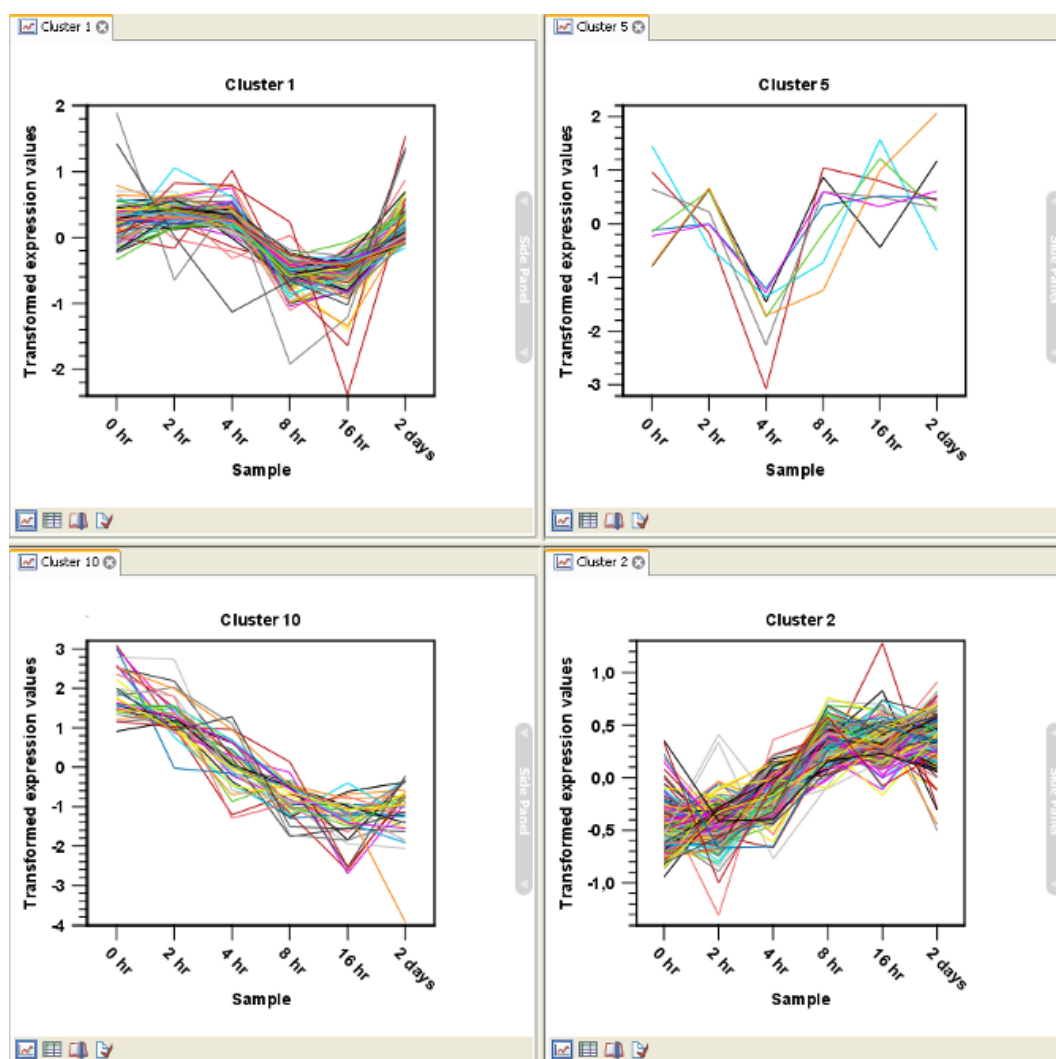 Cluster 1
Cluster 1
2
1
0
-1
-2
Transformed expression values
0 hr
2 hr
4 hr
8 hr
16 hr
2 days
Sample
Side Panel
Cluster 5
Cluster 5
2
1
0
-1
-2
-3
Transformed expression values
0 hr
2 hr
4 hr
8 hr
16 hr
2 days
Sample
Cluster 10
Cluster 10
3
2
1
0
-1
-2
-3
-4
Transformed expression values
0 hr
2 hr
4 hr
8 hr
16 hr
2 days
Sample
Side Panel
Cluster 2
Cluster 2
1,0
0,5
0,0
-0,5
-1,0
Transformed expression values
0 hr
2 hr
4 hr
8 hr
16 hr
2 days
Sample